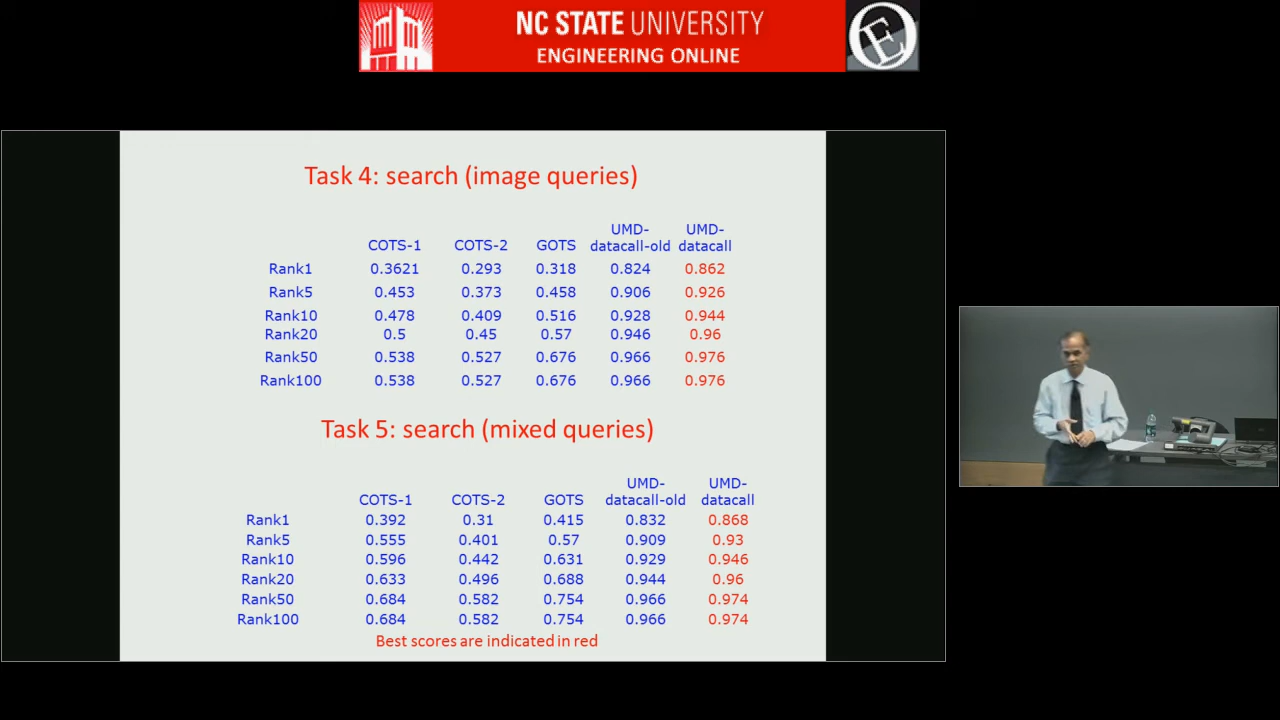 NC STATE UNIVERSITY
ENGINEERING ONLINE
Task 4: search (image queries)
COTS-1 COTS-2 GOTS UMD-datacall-old UMD-datacall
Rank1 0.3621 0.293 0.318 0.824 0.862
Rank5 0.453 0.373 0.458 0.906 0.926
Rank10 0.478 0.409 0.516 0.928 0.944
Rank20 0.5 0.45 0.57 0.946 0.96
Rank50 0.538 0.527 0.676 0.966 0.976
Rank100 0.538 0.527 0.676 0.966 0.976
Task 5: search (mixed queries)
COTS-1 COTS-2 GOTS UMD-datacall-old UMD-datacall
Rank1 0.392 0.31 0.415 0.832 0.868
Rank5 0.555 0.401 0.57 0.909 0.93
Rank10 0.596 0.442 0.631 0.929 0.946
Rank20 0.633 0.496 0.688 0.944 0.96
Rank50 0.684 0.582 0.754 0.966 0.974
Rank100 0.684 0.582 0.754 0.966 0.974
Best scores are indicated in red